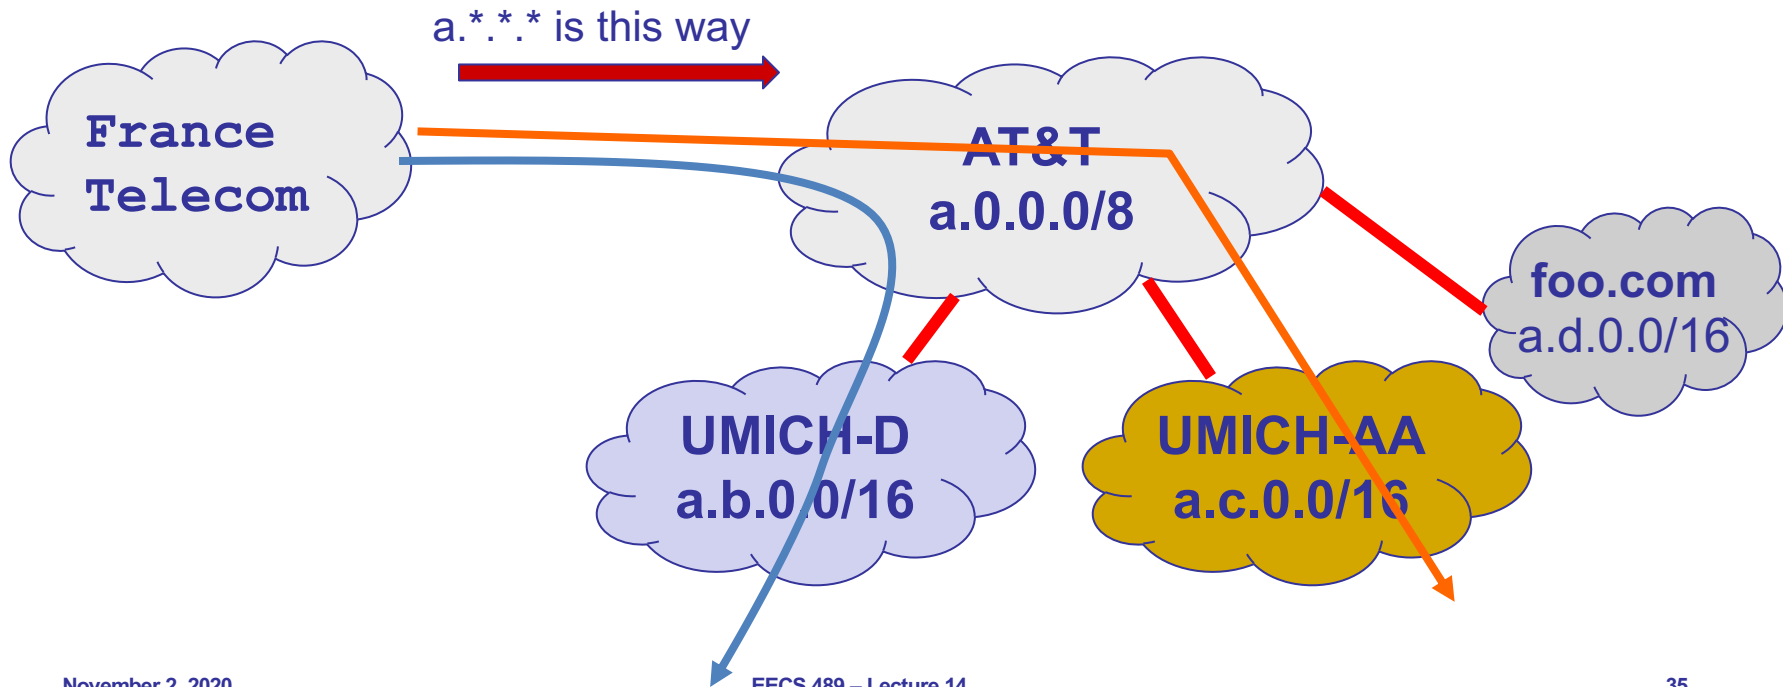 a.*.*.* is this way
France
Telecom
AT&T
a.0.0.0/8
foo.com
a.d.0.0/16
UMICH-D
a.b.0.0/16
UMICH-AA
a.c.0.0/16
November 2, 2020
EECS 489 – Lecture 14
35